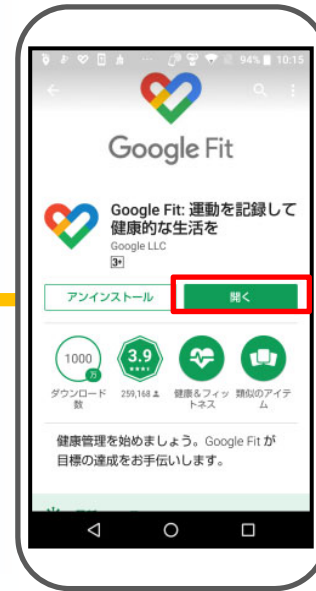 94% 10:15
Google Fit
Google Fit: 運動を記録して
健康的な生活を
Google LLC
3+
アンインストール
開く
1000
万
3.9
ダウンロード
数
259,168
健康&フィッ
トネス
類似のアイテ
ム
健康管理を始めましょう。Google Fit が
目標の達成をお手伝いします。